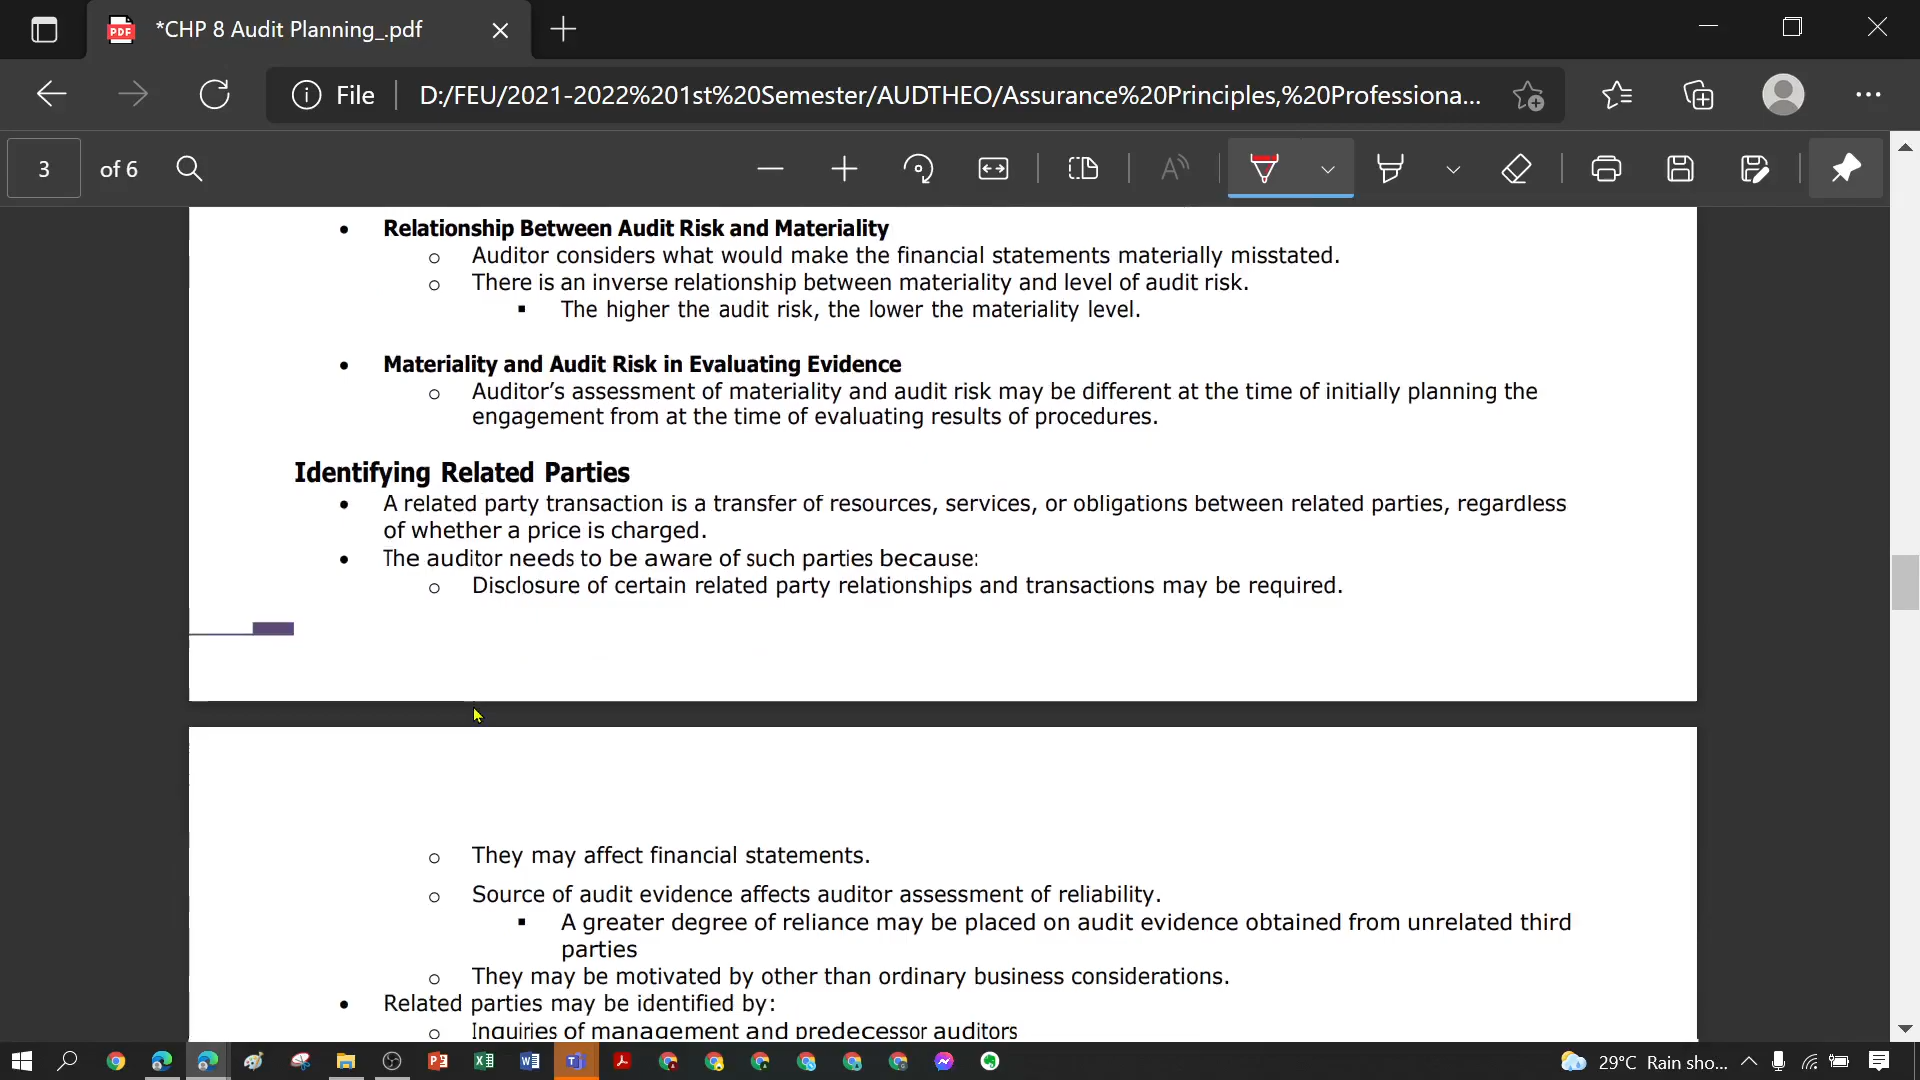 *CHP 8 Audit Planning_.pdf
File
D:/FEU/2021-2022%201st%20Semester/AUDTHEO/Assurance%20Principles,%20Professiona...
3 of 6
• Relationship Between Audit Risk and Materiality
o Auditor considers what would make the financial statements materially misstated.
o There is an inverse relationship between materiality and level of audit risk.
▪ The higher the audit risk, the lower the materiality level.
• Materiality and Audit Risk in Evaluating Evidence
o Auditor’s assessment of materiality and audit risk may be different at the time of initially planning the
engagement from at the time of evaluating results of procedures.
Identifying Related Parties
• A related party transaction is a transfer of resources, services, or obligations between related parties, regardless
of whether a price is charged.
• The auditor needs to be aware of such parties because:
o Disclosure of certain related party relationships and transactions may be required.
o They may affect financial statements.
o Source of audit evidence affects auditor assessment of reliability.
▪ A greater degree of reliance may be placed on audit evidence obtained from unrelated third
parties
o They may be motivated by other than ordinary business considerations.
• Related parties may be identified by:
o Inquiries of management and predecessor auditors
29°C Rain sho...